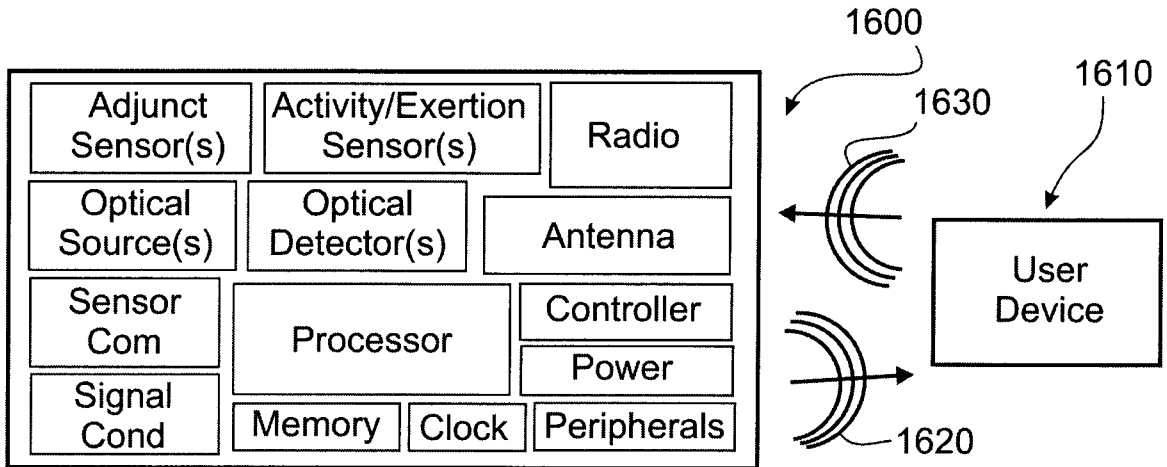 1600
1630
1610
Adjunct
Sensor(s)
Activity/Exertion
Sensor(s)
Radio
Optical
Source(s)
Optical
Detector(s)
Antenna
User
Device
Sensor
Com
Processor
Controller
Power
Signal
Cond
Memory
Clock
Peripherals
1620